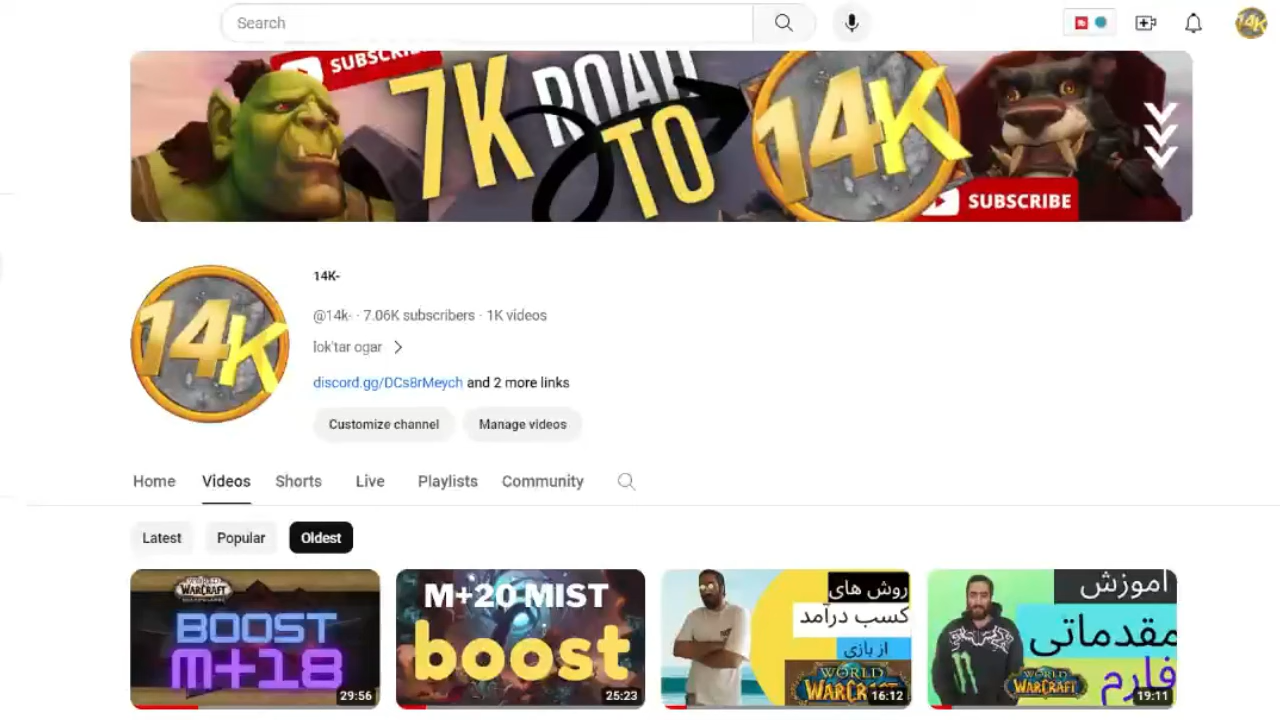 Search
SUBSCRIBE
7K ROAD TO 14K
SUBSCRIBE
14K
14K-
@14k- · 7.06K subscribers · 1K videos
lok'tar ogar
discord.gg/DCs8rMeych and 2 more links
Customize channel
Manage videos
Home
Videos
Shorts
Live
Playlists
Community
Latest
Popular
Oldest
WARCRAFT
BOOST
M+18
29:56
M+20 MIST
boost
25:23
روش های
کسب درآمد
از بازی
WORLD
WARCRAFT
16:12
آموزش
مقدماتی
فارم
WORLD
WARCRAFT
19:11